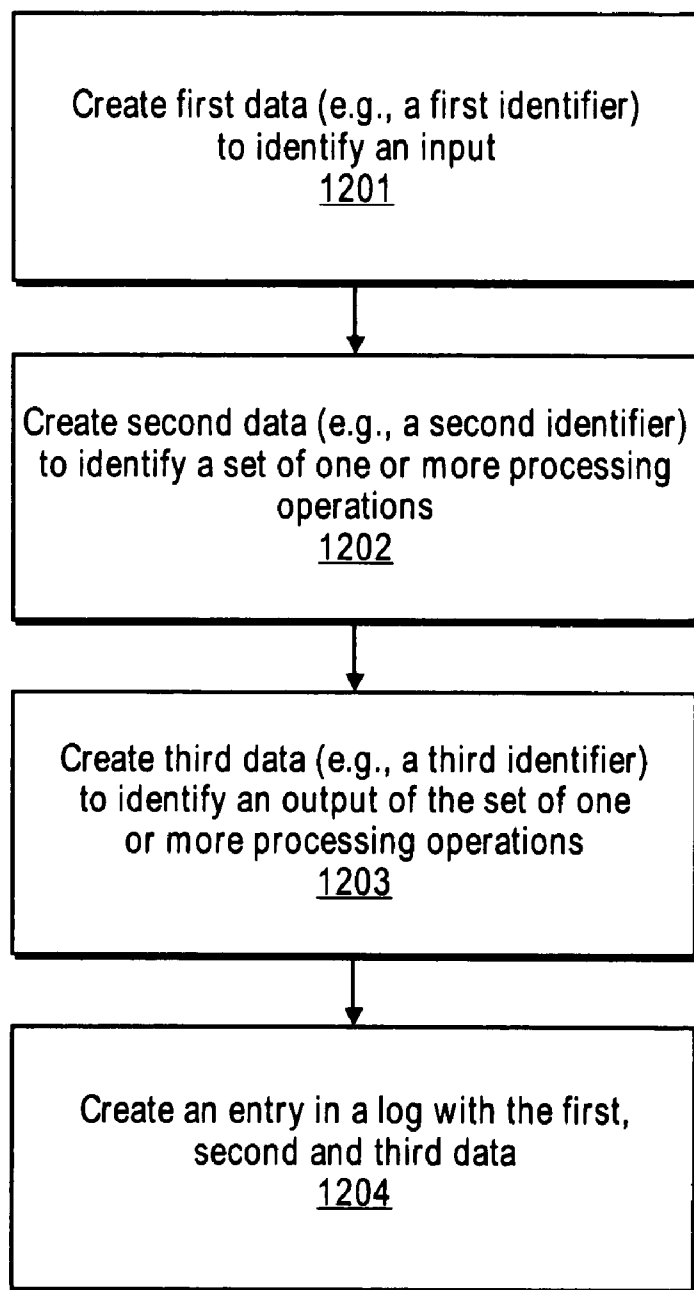 Create first data (e.g., a first identifier)
to identify an input
1201
Create second data (e.g., a second identifier)
to identify a set of one or more processing
operations
1202
Create third data (e.g., a third identifier)
to identify an output of the set of one
or more processing operations
1203
Create an entry in a log with the first,
second and third data
1204